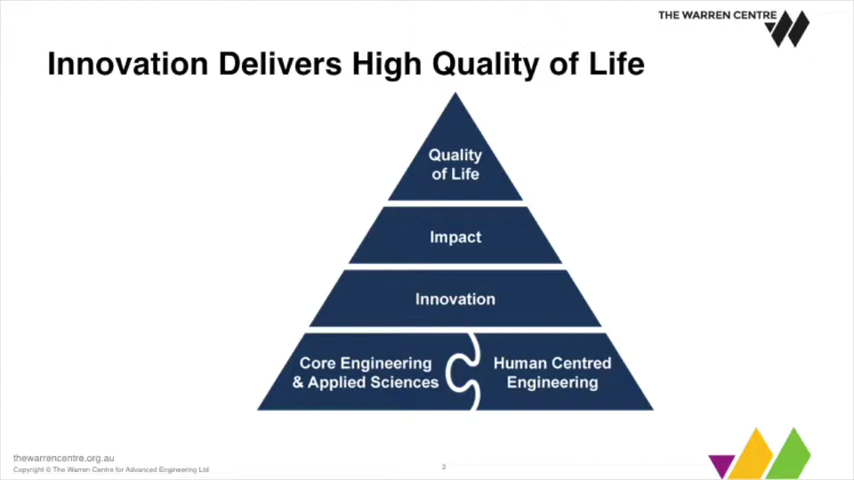 THE WARREN CENTRE
Innovation Delivers High Quality of Life
Quality
of Life
Impact
Innovation
Core Engineering
& Applied Sciences
Human Centred
Engineering
thewarrencentre.org.au
Copyright © The Warren Centre for Advanced Engineering Ltd
2